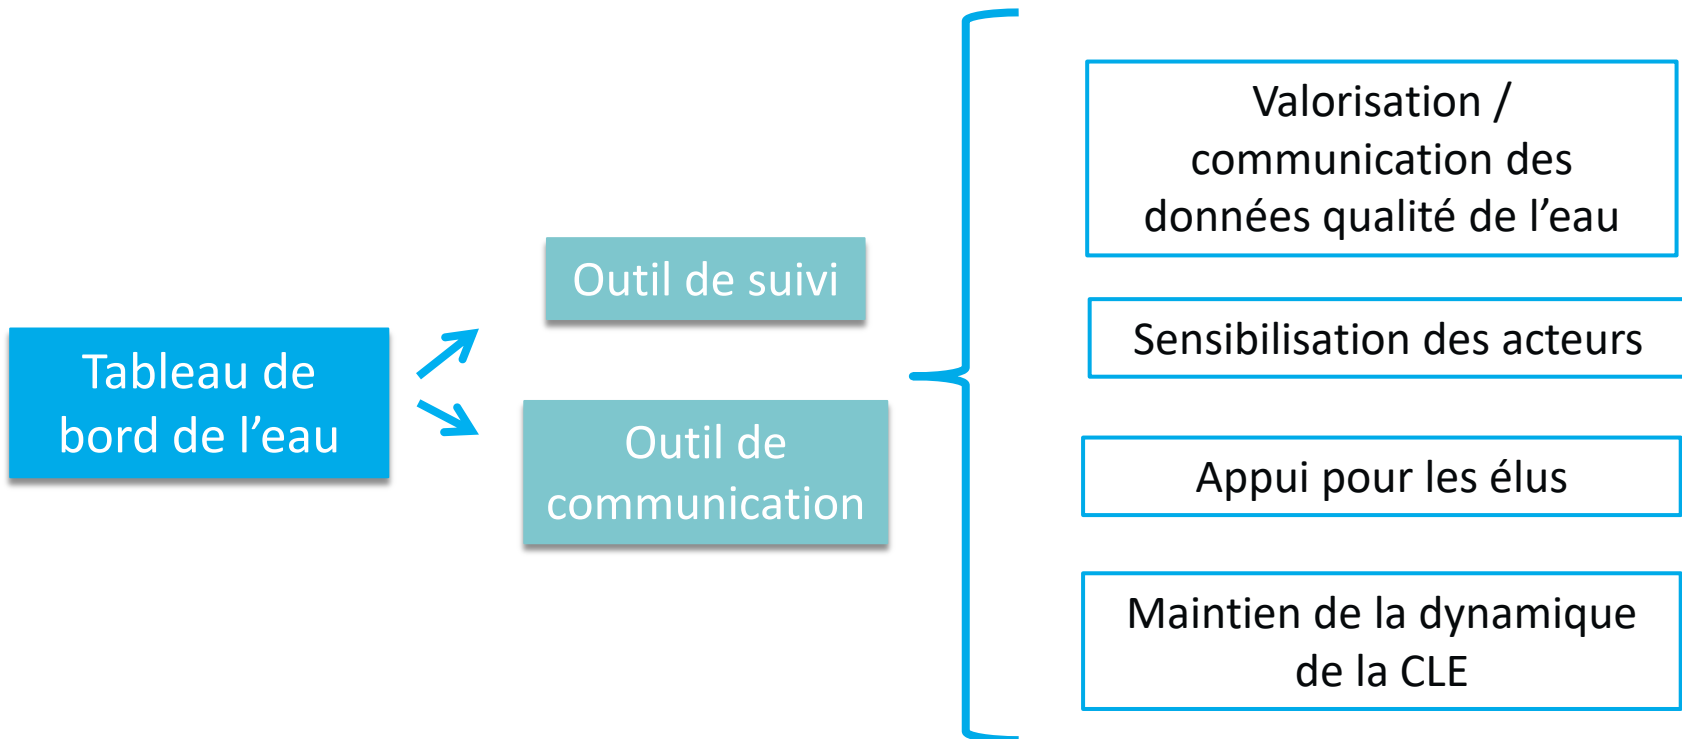 Tableau de
bord de l’eau
Outil de suivi
Outil de
communication
Valorisation /
communication des
données qualité de l’eau
Sensibilisation des acteurs
Appui pour les élus
Maintien de la dynamique
de la CLE